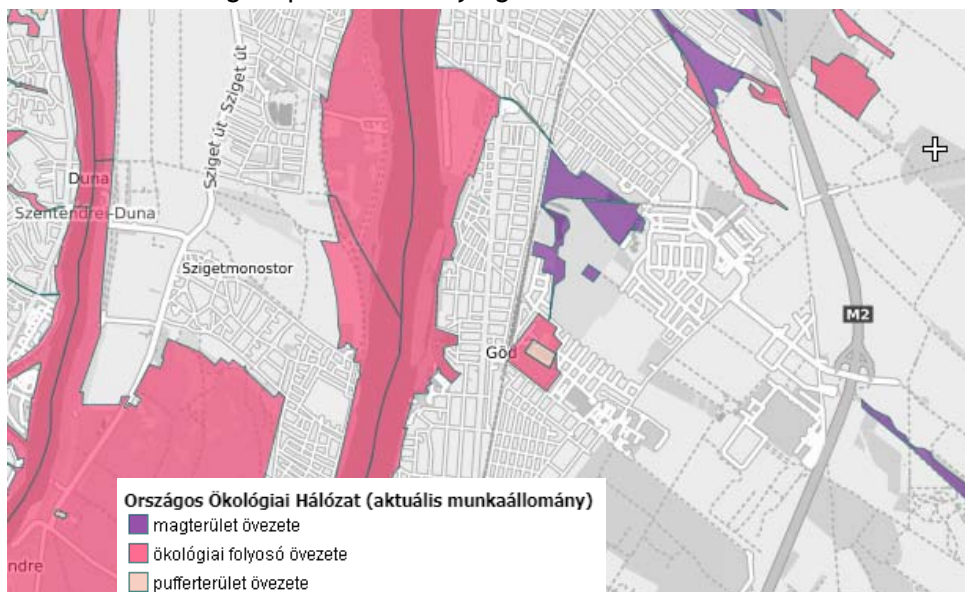 Sziget út
Sziget út
Duna
Szentendrei-Duna
Szigetmonostor
M2
Göd
Országos Ökológiai Hálózat (aktuális munkaállomány)
magterület övezete
ökológiai folyosó övezete
ndre
pufferterület övezete